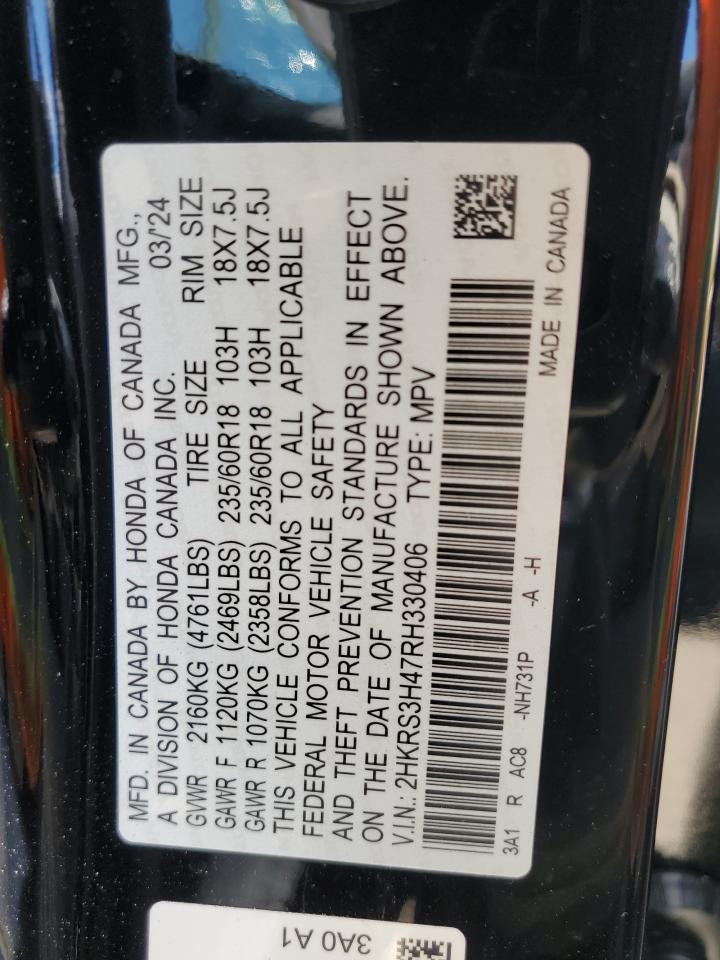 MFD. IN CANADA BY HONDA OF CANADA MFG.,
A DIVISION OF HONDA CANADA INC. 03/'24
GVWR 2160KG (4761LBS) TIRE SIZE RIM SIZE
GAWR F 1120KG (2469LBS) 235/60R18 103H 18X7.5J
GAWR R 1070KG (2358LBS) 235/60R18 103H 18X7.5J
THIS VEHICLE CONFORMS TO ALL APPLICABLE
FEDERAL MOTOR VEHICLE SAFETY
AND THEFT PREVENTION STANDARDS IN EFFECT
ON THE DATE OF MANUFACTURE SHOWN ABOVE.
V.I.N.: 2HKRS3H47RH330406 TYPE: MPV
3A1 R AC8 -NH731P -A -H MADE IN CANADA
3A0 A1